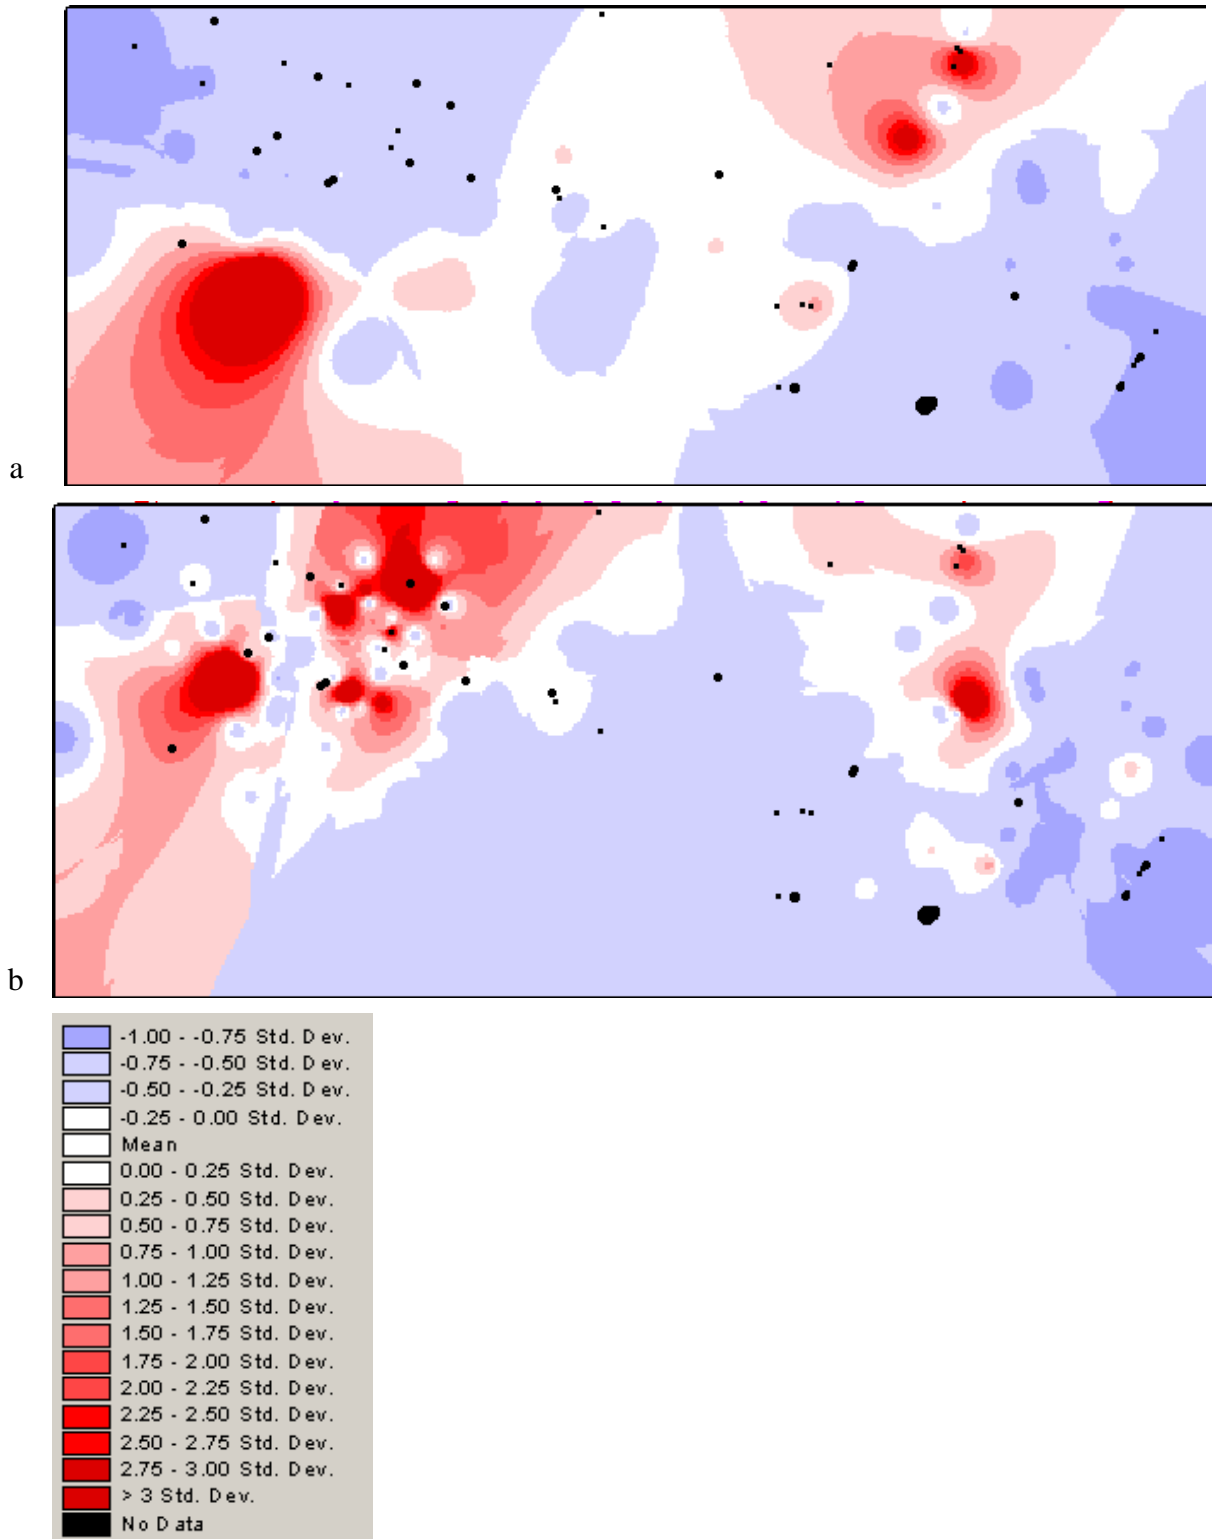 a
b
-1.00 - -0.75 Std. Dev.
-0.75 - -0.50 Std. Dev.
-0.50 - -0.25 Std. Dev.
-0.25 - 0.00 Std. Dev.
Mean
0.00 - 0.25 Std. Dev.
0.25 - 0.50 Std. Dev.
0.50 - 0.75 Std. Dev.
0.75 - 1.00 Std. Dev.
1.00 - 1.25 Std. Dev.
1.25 - 1.50 Std. Dev.
1.50 - 1.75 Std. Dev.
1.75 - 2.00 Std. Dev.
2.00 - 2.25 Std. Dev.
2.25 - 2.50 Std. Dev.
2.50 - 2.75 Std. Dev.
2.75 - 3.00 Std. Dev.
> 3 Std. Dev.
No Data